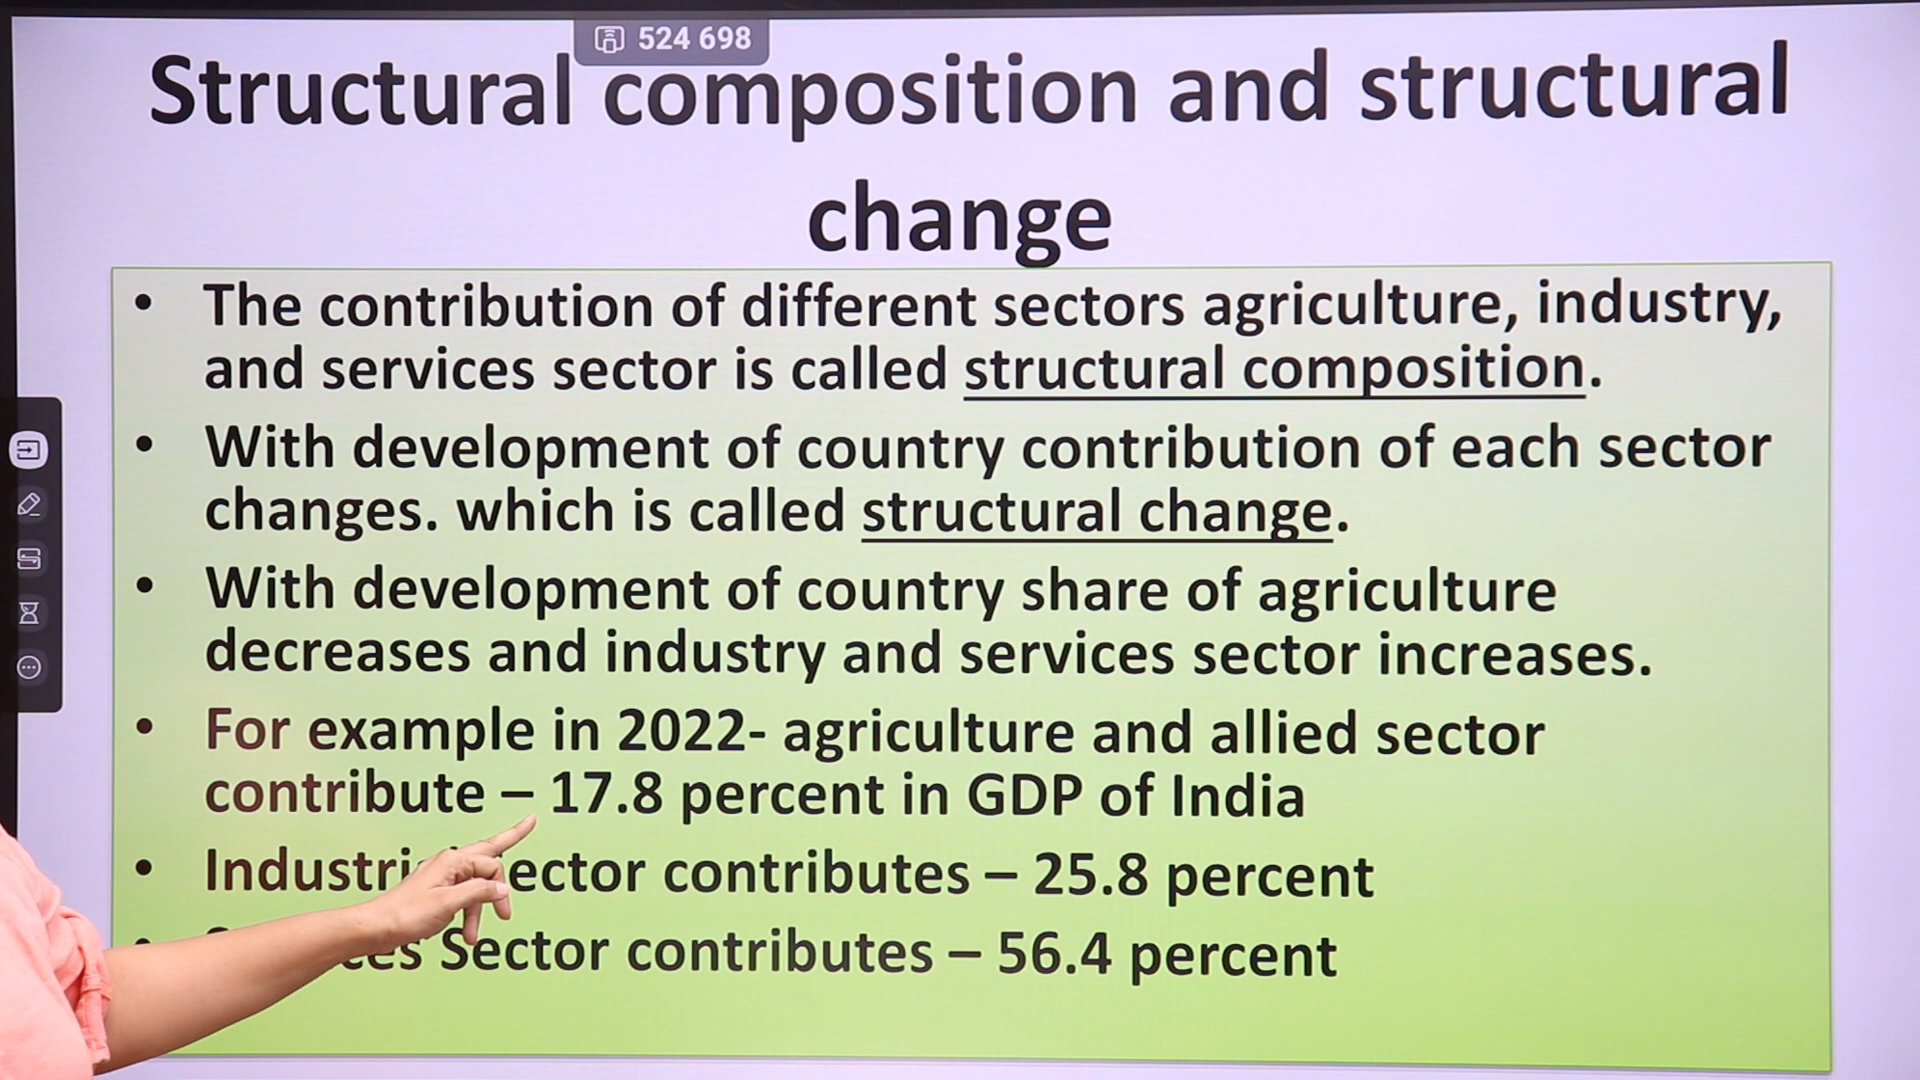 524 698
Structural composition and structural
change
• The contribution of different sectors agriculture, industry,
and services sector is called structural composition.
• With development of country contribution of each sector
changes. which is called structural change.
• With development of country share of agriculture
decreases and industry and services sector increases.
• For example in 2022- agriculture and allied sector
contribute – 17.8 percent in GDP of India
• sector contributes – 25.8 percent
• Sector contributes – 56.4 percent